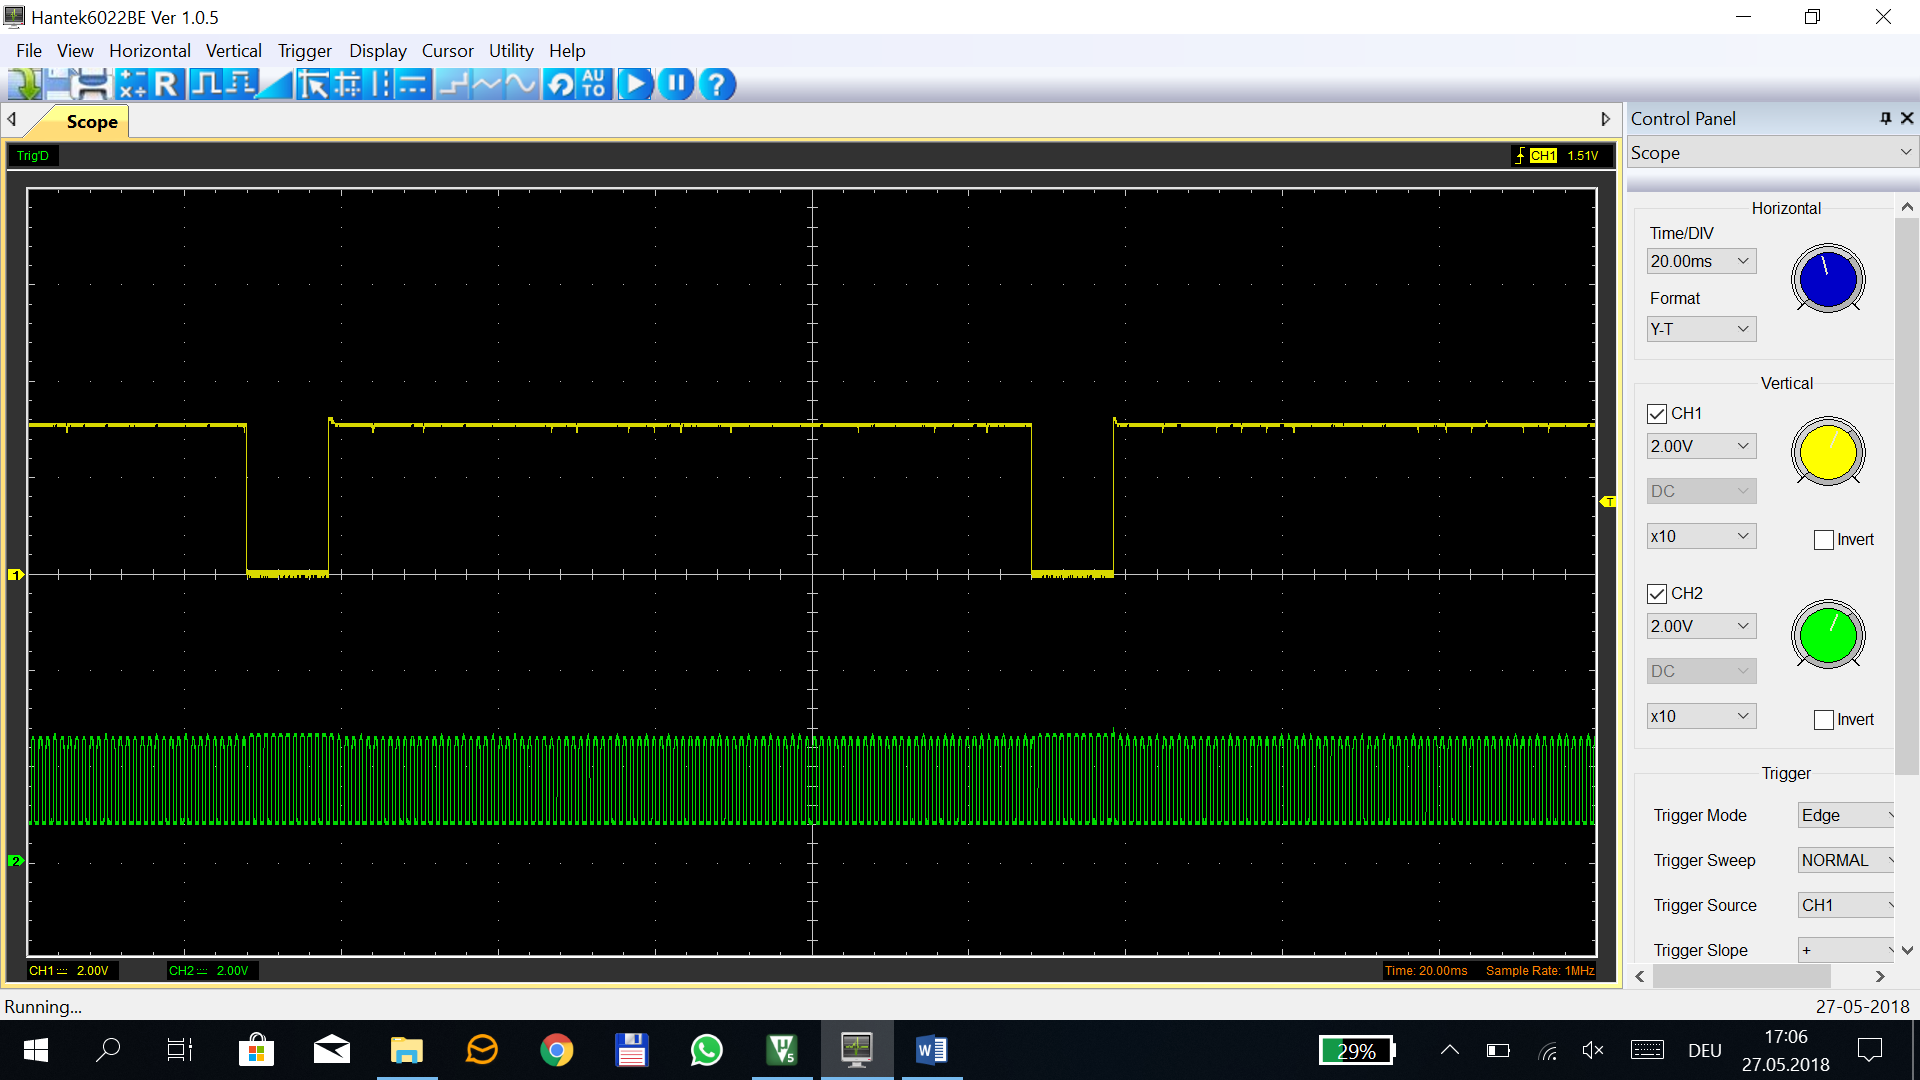 Hantek6022BE Ver 1.0.5
File View Horizontal Vertical Trigger Display Cursor Utility Help
R AU TO ?
Scope
Control Panel
Trig'D
CH1 1.51V
Scope
Horizontal
Time/DIV
20.00ms
Format
Y-T
Vertical
CH1
2.00V
DC
x10
Invert
T
1
CH2
2.00V
DC
x10
Invert
Trigger
Trigger Mode Edge
Trigger Sweep NORMAL
2
Trigger Source CH1
Trigger Slope +
CH1 2.00V CH2 2.00V Time: 20.00ms Sample Rate: 1MHz
Running...
27-05-2018
29%
DEU
17:06
27.05.2018